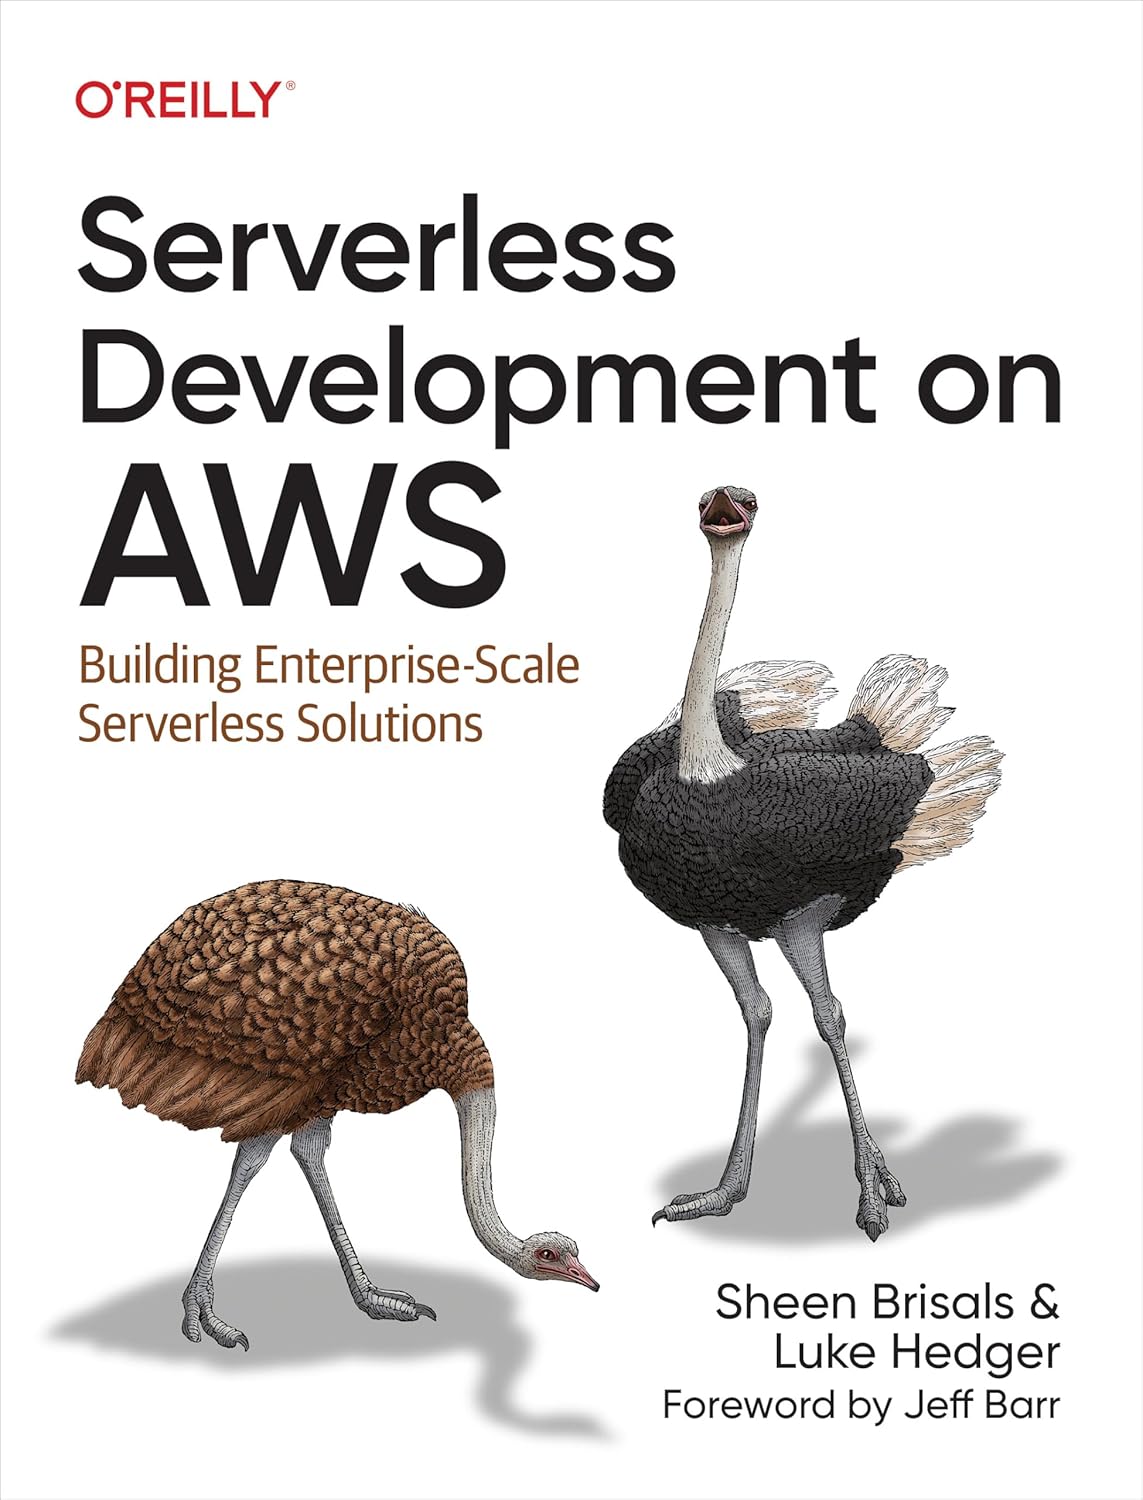 O'REILLY®
Serverless
Development on
AWS
Building Enterprise-Scale
Serverless Solutions
Sheen Brisals &
Luke Hedger
Foreword by Jeff Barr